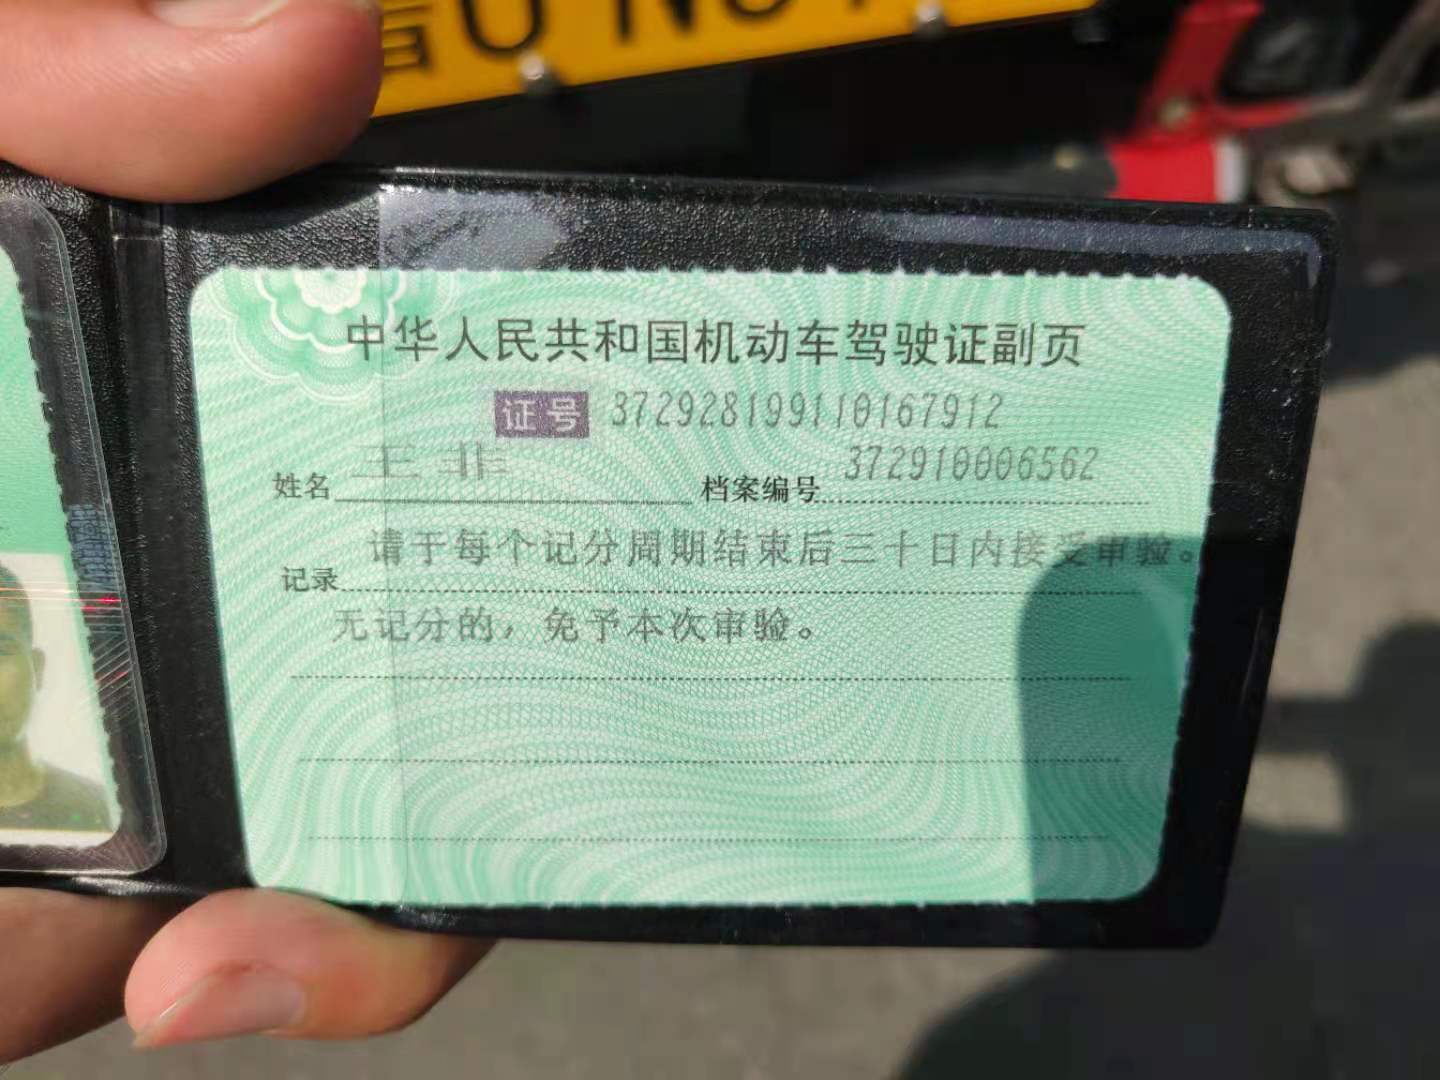 中华人民共和国机动车驾驶证副页
证号 372928199110167912
姓名 王非 档案编号 372910006562
记录 请于每个记分周期结束后三十日内接受审验。
无记分的，免予本次审验。